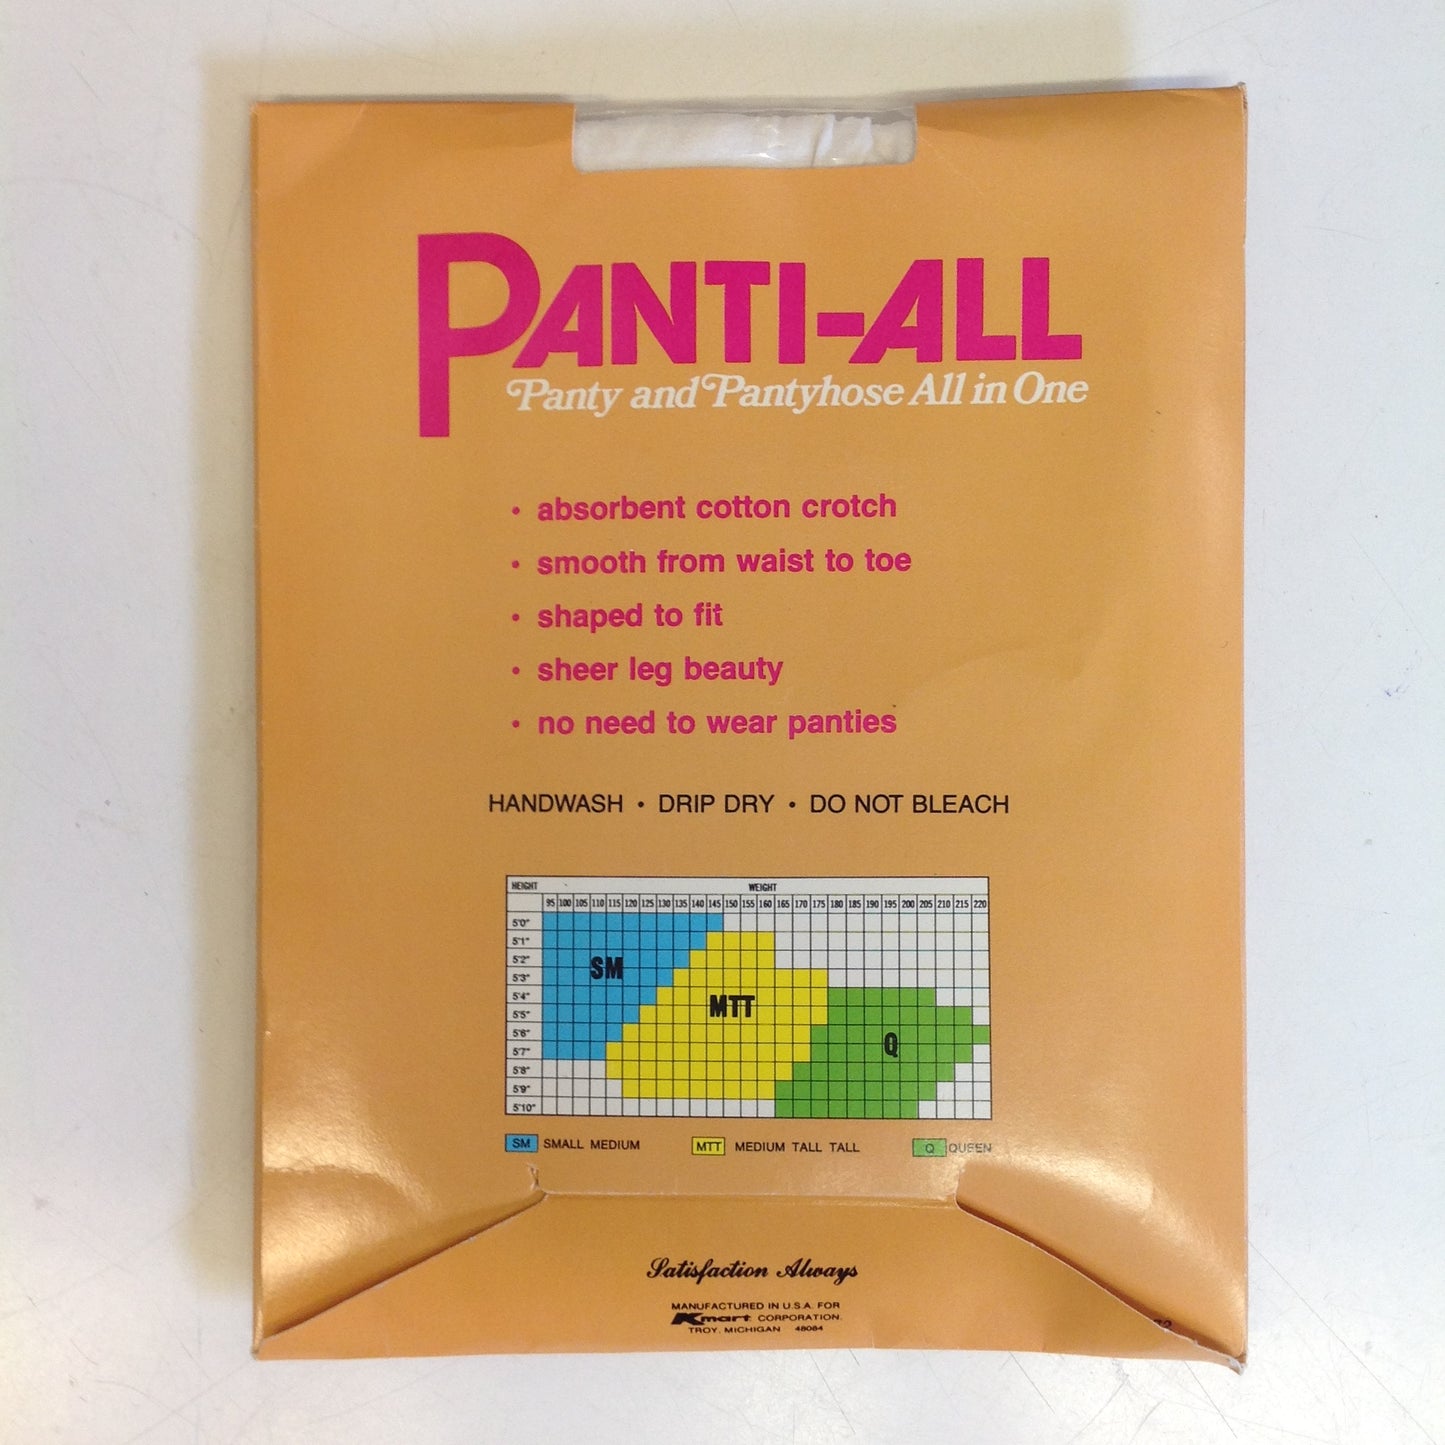 PANTI-ALL
Panty and Pantyhose All in One
• absorbent cotton crotch
• smooth from waist to toe
• shaped to fit
• sheer leg beauty
• no need to wear panties
HANDWASH • DRIP DRY • DO NOT BLEACH
HEIGHT WEIGHT
95 100 105 110 115 120 125 130 135 140 145 150 155 160 165 170 175 180 185 190 195 200 205 210 215 220
5'0"
5'1"
5'2"
SM
5'3"
5'4"
MTT
5'5"
5'6"
Q
5'7"
5'8"
5'9"
5'10"
SM SMALL MEDIUM MTT MEDIUM TALL TALL Q QUEEN
Satisfaction Always
MANUFACTURED IN U.S.A. FOR
Kmart CORPORATION.
TROY, MICHIGAN 48084